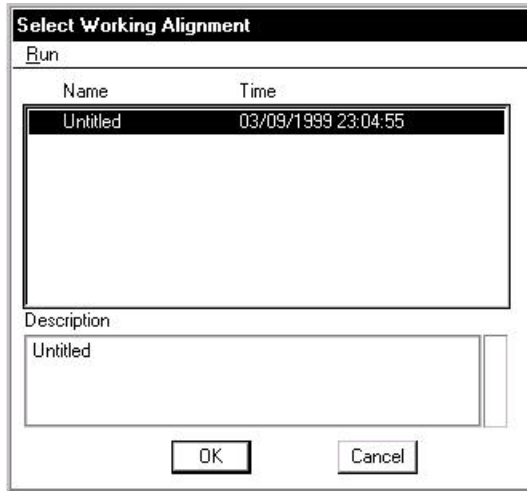 Select Working Alignment
Run
Name Time
Untitled 03/09/1999 23:04:55
Description
Untitled
OK Cancel